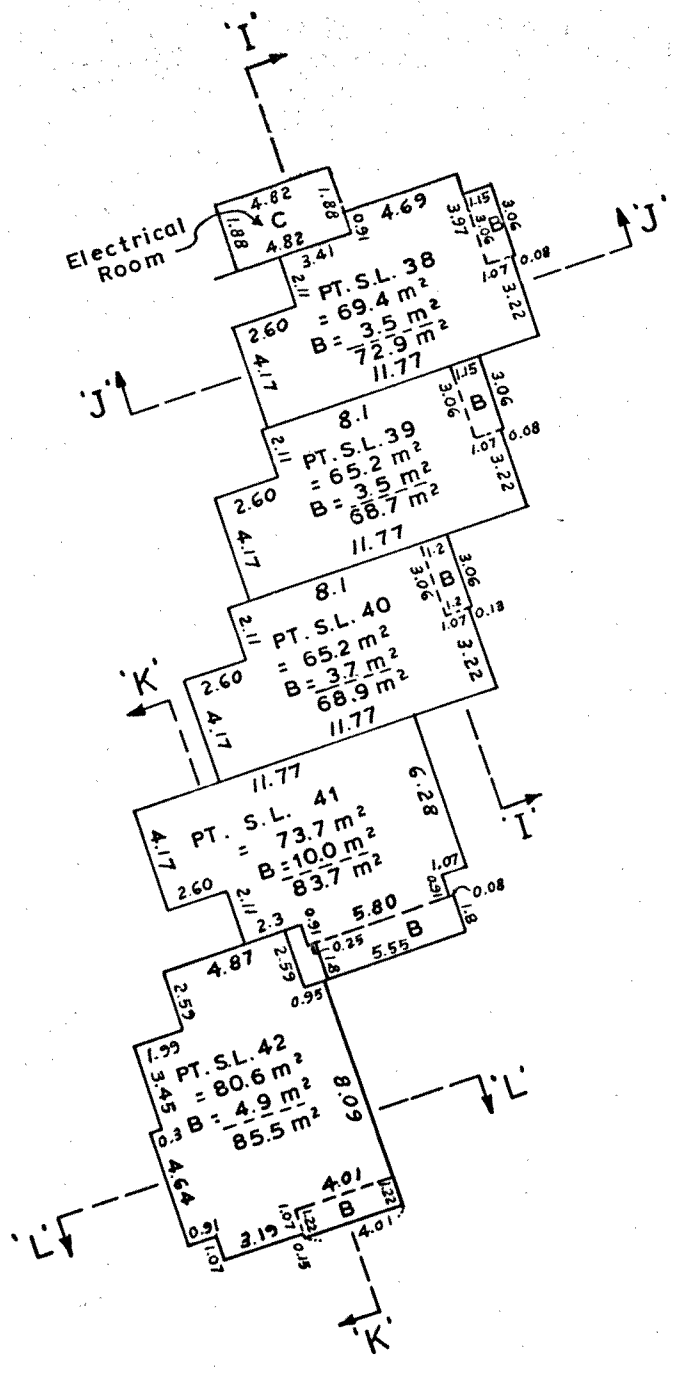 'I'
4.82
1.88
1.88
C
4.82
Electrical
Room
0.91
4.69
3.97
1.15
3.06
3.06
B
'J'
3.41
2.11
1.07
0.08
3.22
PT. S.L. 38
= 69.4 m²
B = 3.5 m²
72.9 m²
2.60
4.17
11.77
'J'
8.1
1.15
3.06
3.06
B
2.11
PT. S.L. 39
= 65.2 m²
B = 3.5 m²
68.7 m²
1.07
0.08
3.22
2.60
4.17
11.77
8.1
1.2
3.06
3.06
B
1.2
2.11
PT. S.L. 40
= 65.2 m²
B = 3.7 m²
68.9 m²
1.07
0.13
3.22
'K'
2.60
4.17
11.77
11.77
6.28
'I'
4.17
PT. S.L. 41
= 73.7 m²
B = 10.0 m²
83.7 m²
1.07
0.91
0.08
2.60
2.11
2.3
0.91
5.80
1.8
B
0.25
5.55
1.8
4.87
2.59
2.59
0.95
1.99
3.45
PT. S.L. 42
= 80.6 m²
B = 4.9 m²
85.5 m²
8.09
'L'
0.3
4.64
4.01
1.22
1.07
1.22
B
'L'
0.91
1.07
3.19
0.15
4.01
'K'